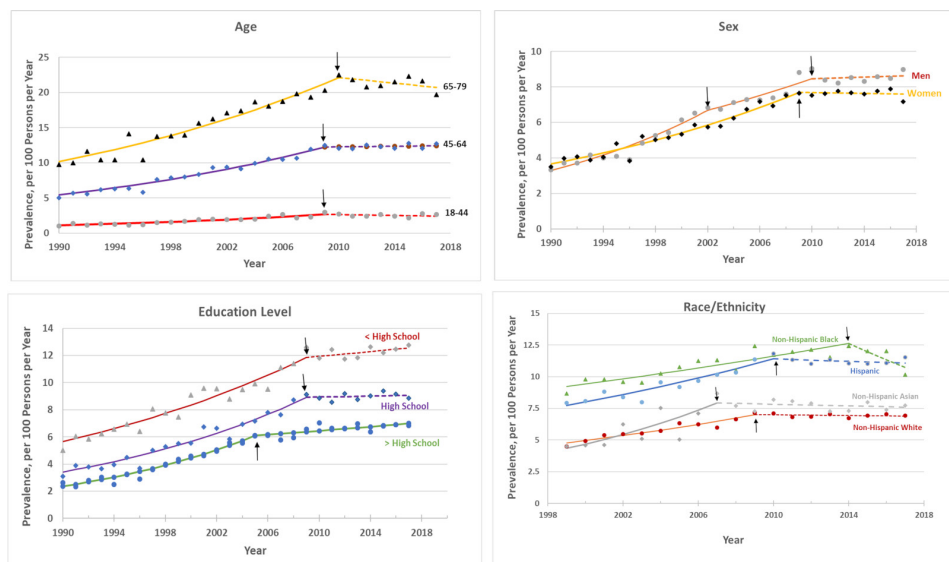 Age
Prevalence, per 100 Persons per Year
25
20
15
10
5
0
65-79
45-64
18-44
1990 1994 1998 2002 2006 2010 2014 2018
Year
Sex
Prevalence, per 100 Persons per Year
10
8
6
4
2
0
Men
Women
1990 1994 1998 2002 2006 2010 2014 2018
Year
Education Level
Prevalence, per 100 Persons per Year
14
12
10
8
6
4
2
0
< High School
High School
> High School
1990 1994 1998 2002 2006 2010 2014 2018
Year
Race/Ethnicity
Prevalence, per 100 Persons per Year
15
12.5
10
7.5
5
2.5
0
Non-Hispanic Black
Hispanic
Non-Hispanic Asian
Non-Hispanic White
1998 2002 2006 2010 2014 2018
Year